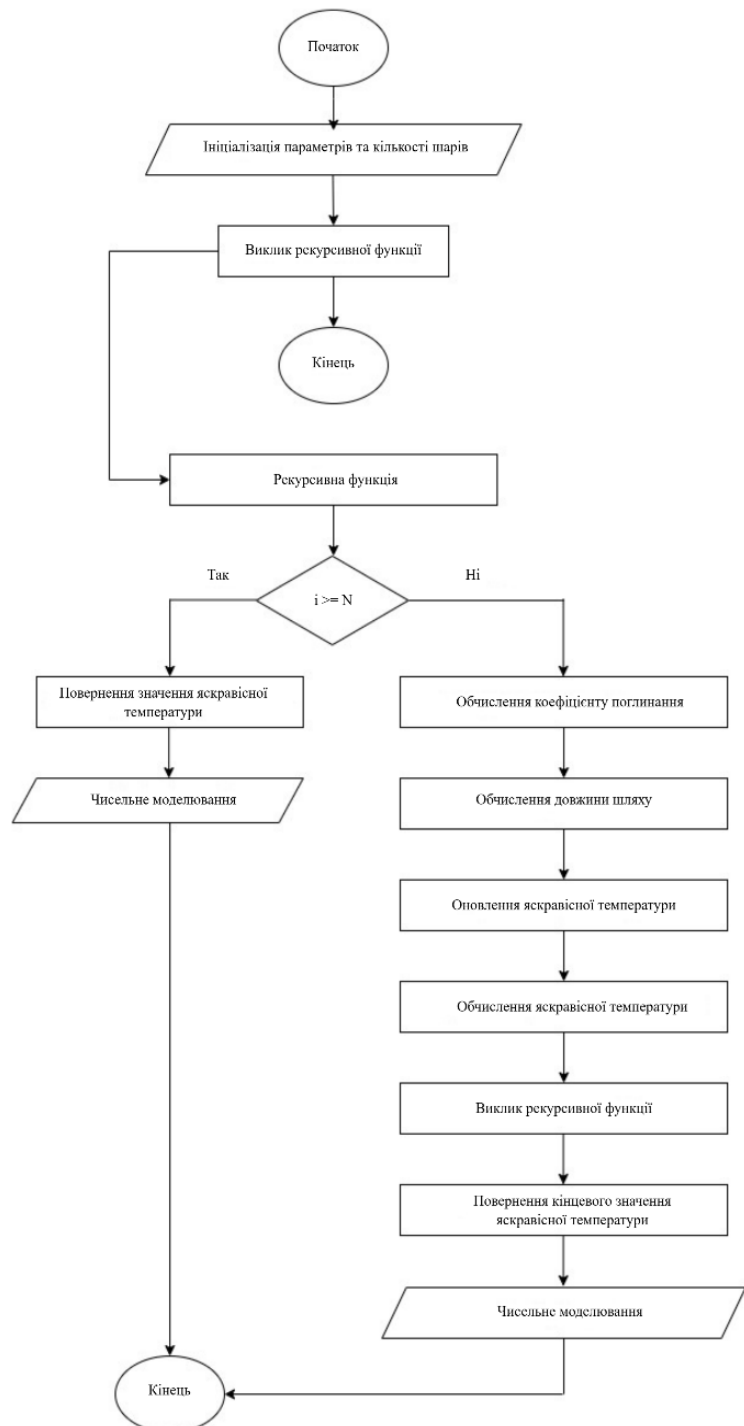 Початок
Ініціалізація параметрів та кількості шарів
Виклик рекурсивної функції
Кінець
Рекурсивна функція
Так
Ні
i >= N
Повернення значення яскравісної
температури
Чисельне моделювання
Обчислення коефіцієнту поглинання
Обчислення довжини шляху
Оновлення яскравісної температури
Обчислення яскравісної температури
Виклик рекурсивної функції
Повернення кінцевого значення
яскравісної температури
Чисельне моделювання
Кінець